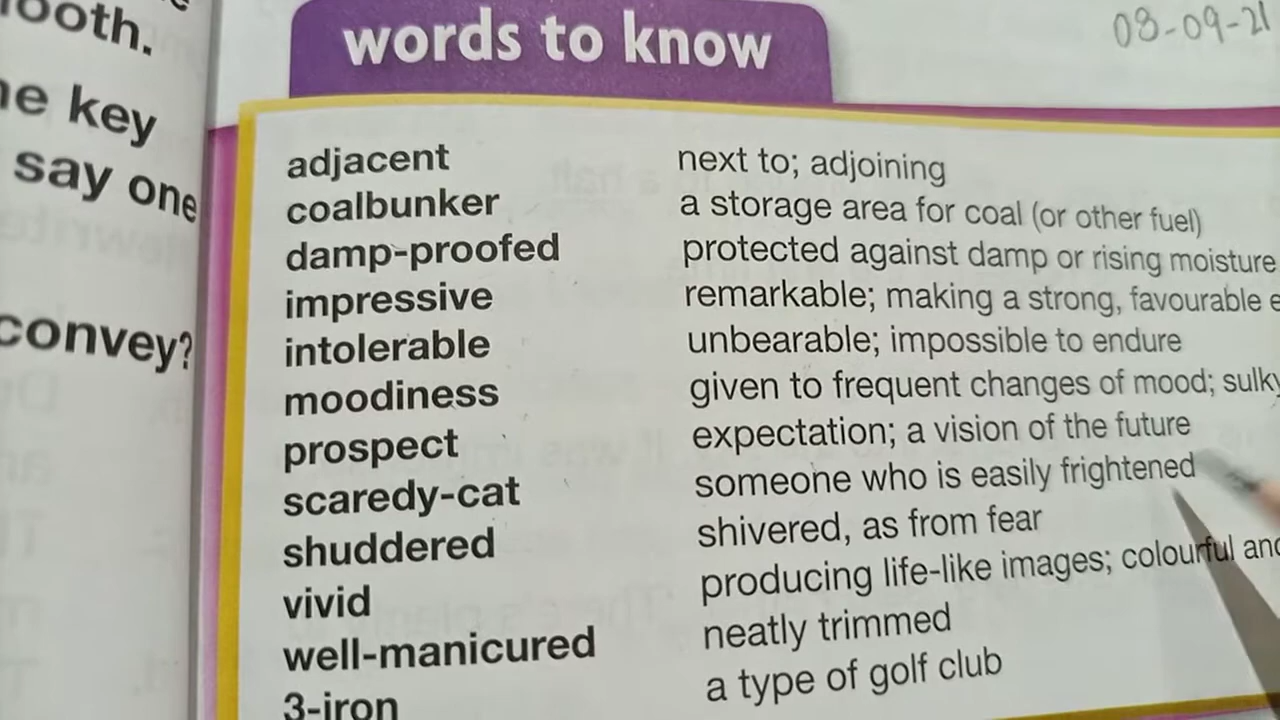 ooth.
words to know
08-09-21
he key
say one
convey?
adjacent next to; adjoining
coalbunker a storage area for coal (or other fuel)
damp-proofed protected against damp or rising moisture
impressive remarkable; making a strong, favourable e
intolerable unbearable; impossible to endure
moodiness given to frequent changes of mood; sulky
prospect expectation; a vision of the future
scaredy-cat someone who is easily frightened
shuddered shivered, as from fear
vivid producing life-like images; colourful and
well-manicured neatly trimmed
3-iron a type of golf club